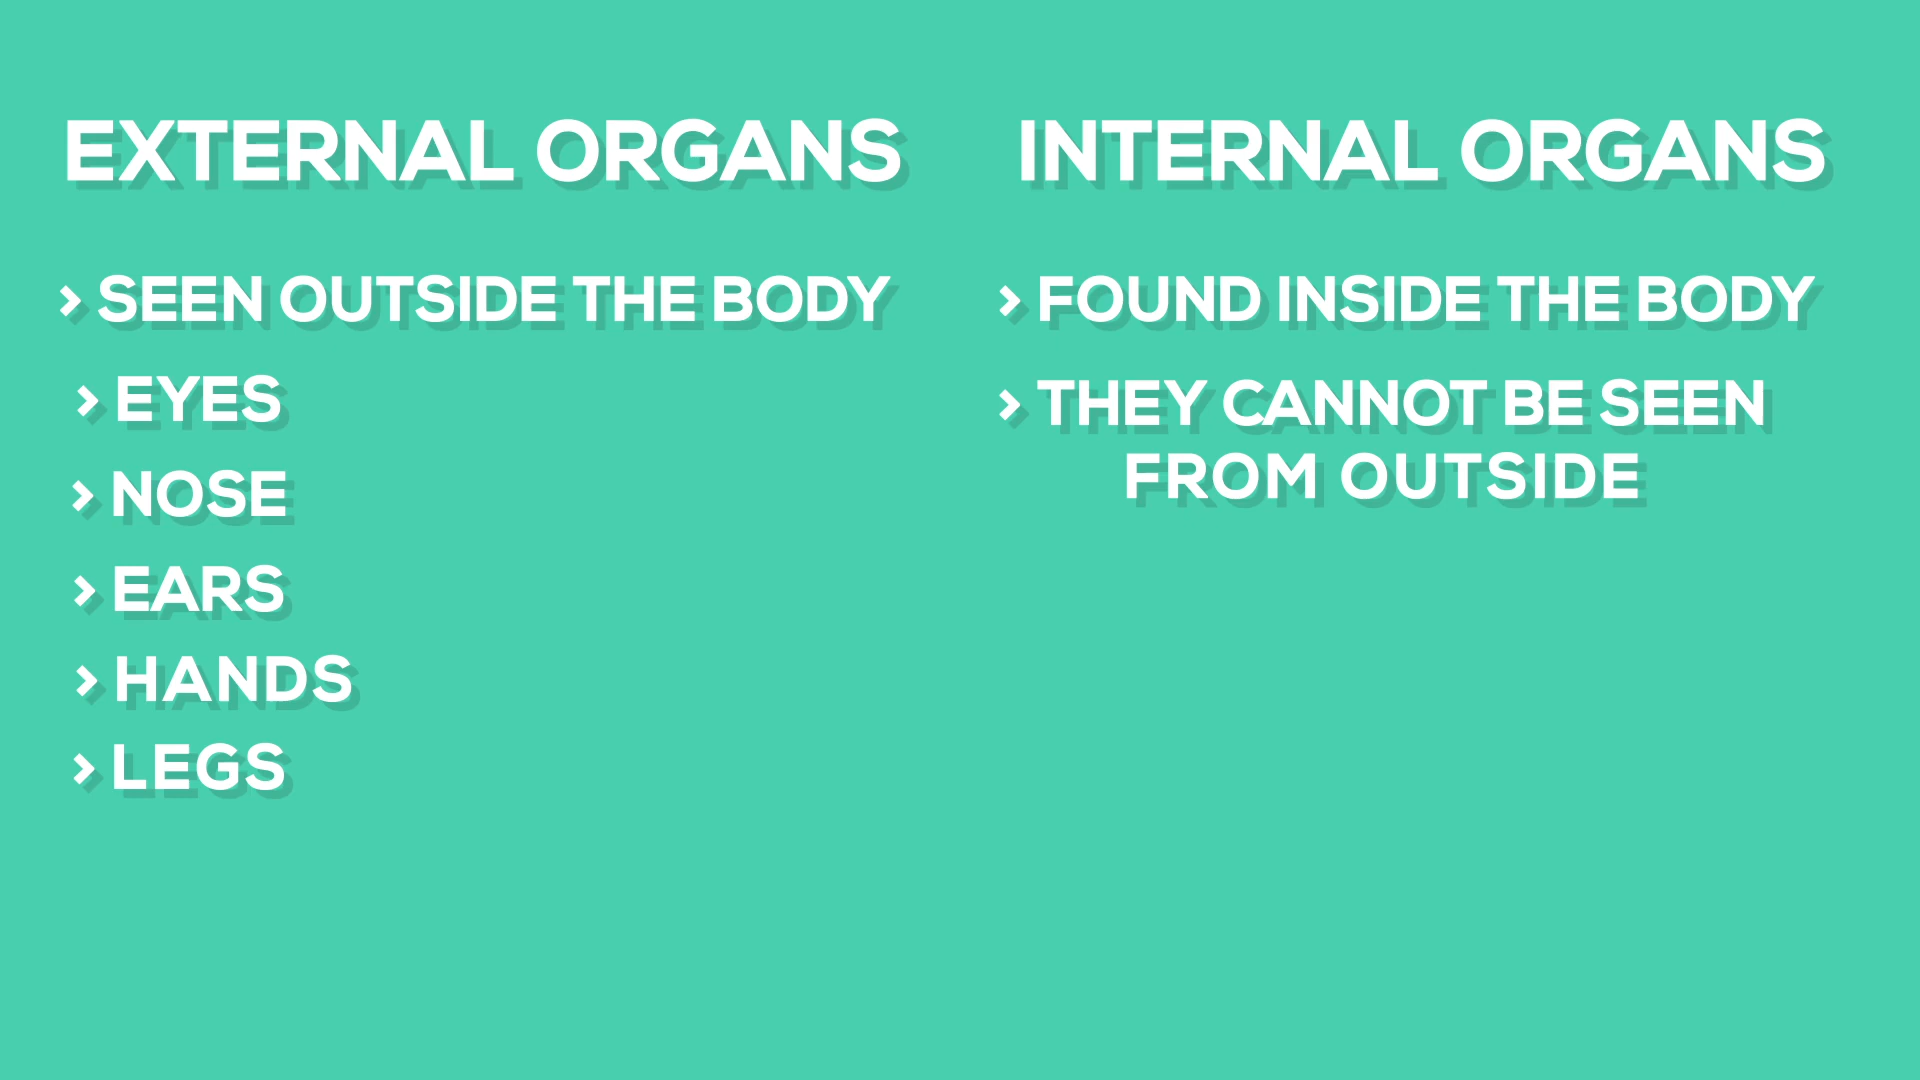 EXTERNAL ORGANS
> SEEN OUTSIDE THE BODY
> EYES
> NOSE
> EARS
> HANDS
> LEGS
INTERNAL ORGANS
> FOUND INSIDE THE BODY
> THEY CANNOT BE SEEN
FROM OUTSIDE